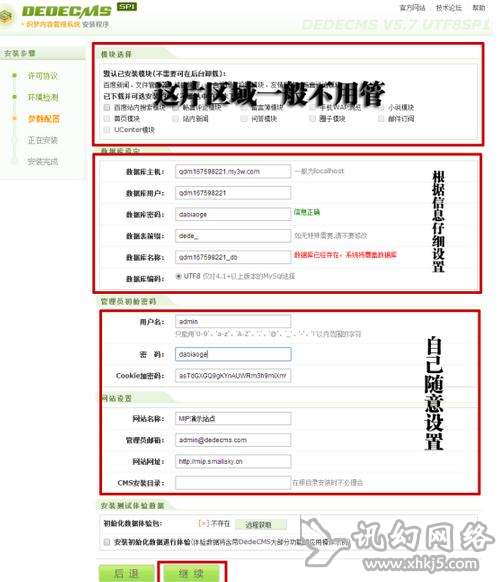 DEDECMS SP1
织梦内容管理系统 安装程序
官方网站 技术论坛 帮助
DEDECMS V5.7 UTF8SP1
安装步骤
许可协议
环境检测
参数配置
正在安装
安装完成
模块选择
默认已安装模块(不需要可在后台卸载):
百度新闻、文件管理
已下载并可选安装
这片区域一般不用管
百度站内搜索模块
小说模块
黄页模块 站内新闻 问答模块 圈子模块 邮件订阅
UCenter模块
数据库设定
数据库主机: qdm167598221.my3w.com 一般为localhost
数据库用户: qdm167598221
数据库密码: dabiaoge 信息正确
数据表前缀: dede_ 如无特殊需要,请不要修改
数据库名称: qdm167599221_db 数据库已经存在，系统将覆盖数据库
数据库编码: UTF8 仅对4.1+以上版本的MySql选择
根据信息仔细设置
管理员初始密码
用户名: admin
只能用'0-9'、'a-z'、'A-Z'、'.'、'@'、'_'、'-'、'!'以内范围的字符
密 码: dabiaoge
Cookie加密码:
自己随意设置
网站设置
网站名称: MIP演示站点
管理员邮箱: admin@dedecms.com
网站网址: http://mip.smallsky.cn
CMS安装目录: 在根目录安装时不必理会
安装测试体验数据
初始化数据体验包: [×] 不存在 远程获取
安装初始化数据进行体验(体验数据将含带DedeCMS大部分功能的应用操作示例)
后退 继续
讯幻网络
www.xhkj5.com